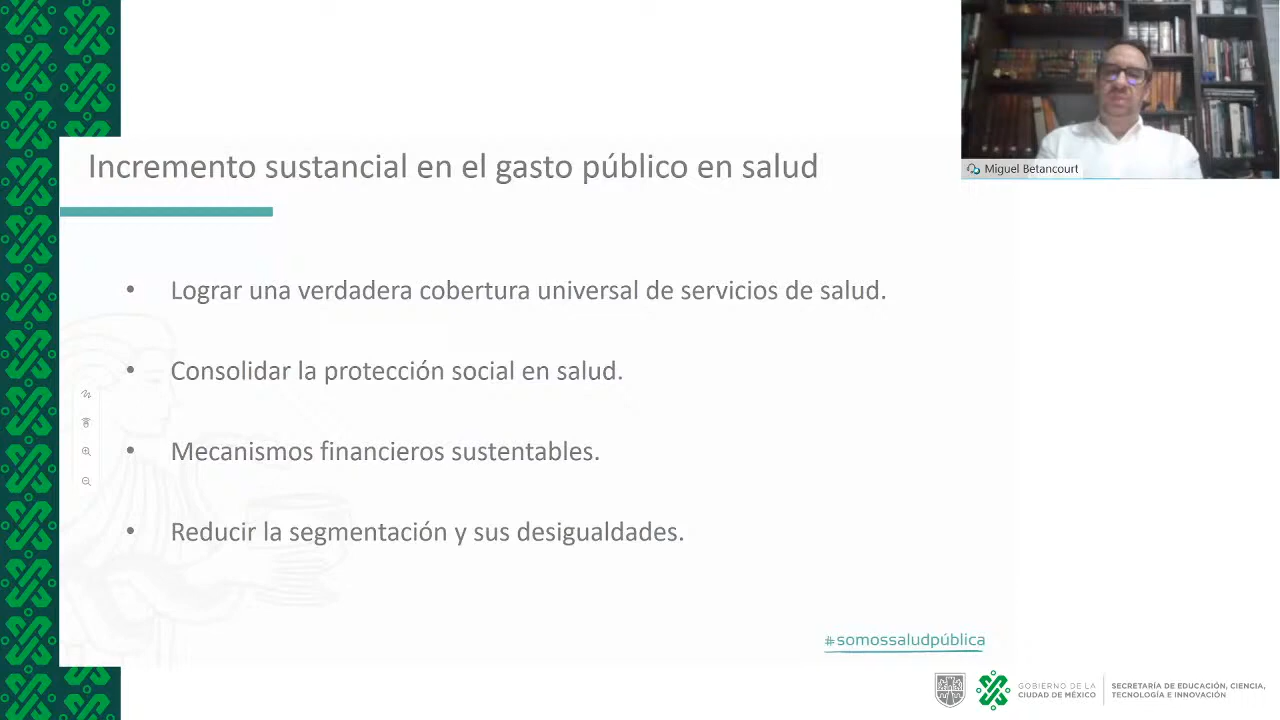 Miguel Betancourt
Incremento sustancial en el gasto público en salud
• Lograr una verdadera cobertura universal de servicios de salud.
• Consolidar la protección social en salud.
• Mecanismos financieros sustentables.
• Reducir la segmentación y sus desigualdades.
#somossaludpública
GOBIERNO DE LA
CIUDAD DE MÉXICO
SECRETARÍA DE EDUCACIÓN, CIENCIA,
TECNOLOGÍA E INNOVACIÓN